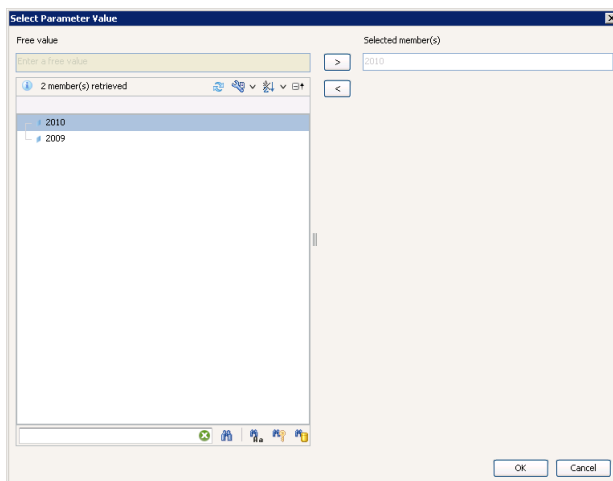 Select Parameter Value
Free value
Selected member(s)
Enter a free value
>
2010
2 member(s) retrieved
<
2010
2009
OK
Cancel